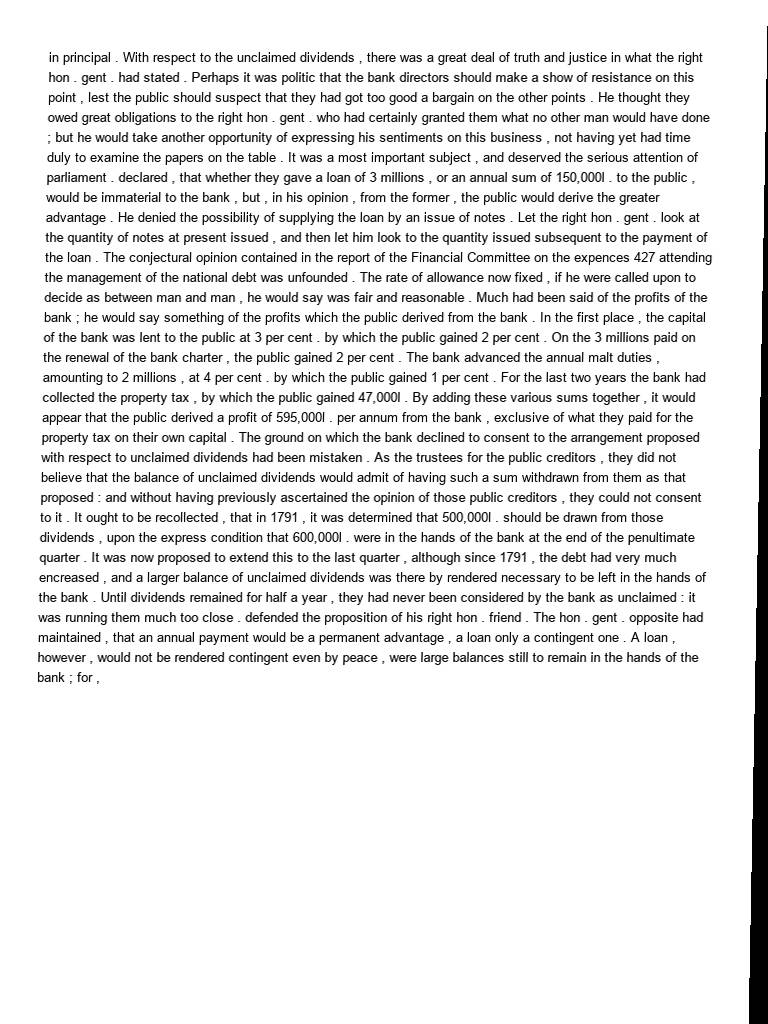 in principal . With respect to the unclaimed dividends , there was a great deal of truth and justice in what the right
hon . gent . had stated . Perhaps it was politic that the bank directors should make a show of resistance on this
point , lest the public should suspect that they had got too good a bargain on the other points . He thought they
owed great obligations to the right hon . gent . who had certainly granted them what no other man would have done
; but he would take another opportunity of expressing his sentiments on this business , not having yet had time
duly to examine the papers on the table . It was a most important subject , and deserved the serious attention of
parliament . declared , that whether they gave a loan of 3 millions , or an annual sum of 150,000l . to the public ,
would be immaterial to the bank , but , in his opinion , from the former , the public would derive the greater
advantage . He denied the possibility of supplying the loan by an issue of notes . Let the right hon . gent . look at
the quantity of notes at present issued , and then let him look to the quantity issued subsequent to the payment of
the loan . The conjectural opinion contained in the report of the Financial Committee on the expences 427 attending
the management of the national debt was unfounded . The rate of allowance now fixed , if he were called upon to
decide as between man and man , he would say was fair and reasonable . Much had been said of the profits of the
bank ; he would say something of the profits which the public derived from the bank . In the first place , the capital
of the bank was lent to the public at 3 per cent . by which the public gained 2 per cent . On the 3 millions paid on
the renewal of the bank charter , the public gained 2 per cent . The bank advanced the annual malt duties ,
amounting to 2 millions , at 4 per cent . by which the public gained 1 per cent . For the last two years the bank had
collected the property tax , by which the public gained 47,000l . By adding these various sums together , it would
appear that the public derived a profit of 595,000l . per annum from the bank , exclusive of what they paid for the
property tax on their own capital . The ground on which the bank declined to consent to the arrangement proposed
with respect to unclaimed dividends had been mistaken . As the trustees for the public creditors , they did not
believe that the balance of unclaimed dividends would admit of having such a sum withdrawn from them as that
proposed : and without having previously ascertained the opinion of those public creditors , they could not consent
to it . It ought to be recollected , that in 1791 , it was determined that 500,000l . should be drawn from those
dividends , upon the express condition that 600,000l . were in the hands of the bank at the end of the penultimate
quarter . It was now proposed to extend this to the last quarter , although since 1791 , the debt had very much
encreased , and a larger balance of unclaimed dividends was there by rendered necessary to be left in the hands of
the bank . Until dividends remained for half a year , they had never been considered by the bank as unclaimed : it
was running them much too close . defended the proposition of his right hon . friend . The hon . gent . opposite had
maintained , that an annual payment would be a permanent advantage , a loan only a contingent one . A loan ,
however , would not be rendered contingent even by peace , were large balances still to remain in the hands of the
bank ; for ,